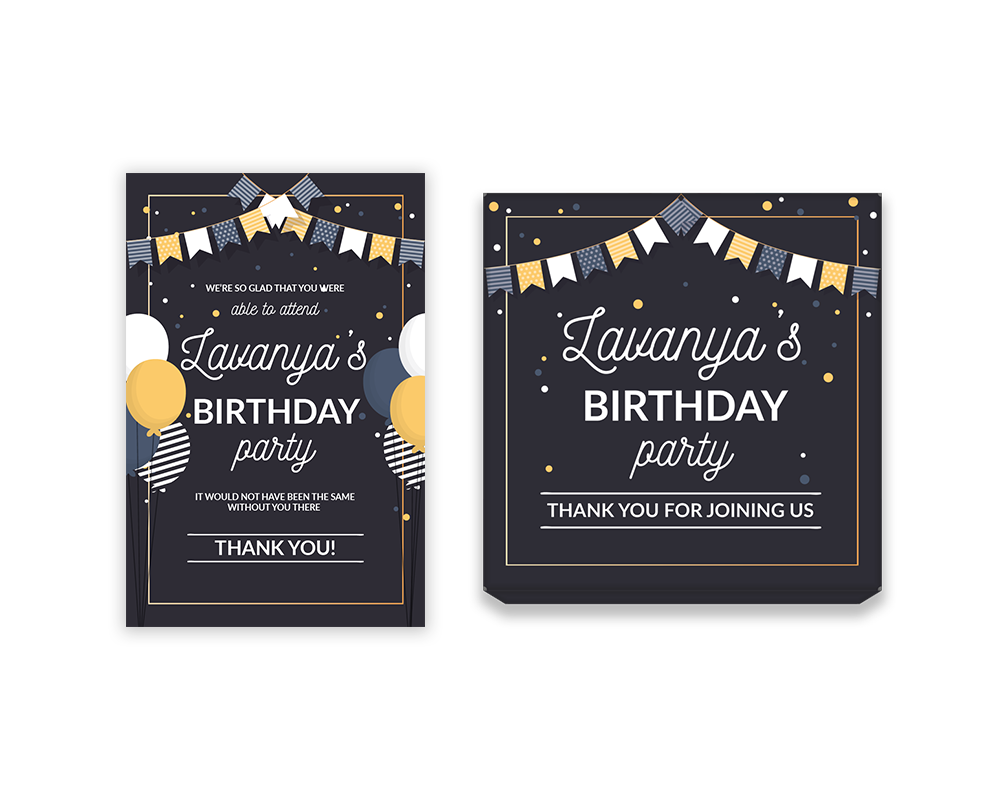 WE'RE SO GLAD THAT YOU WERE
able to attend
Lavanya's
BIRTHDAY
party
IT WOULD NOT HAVE BEEN THE SAME
WITHOUT YOU THERE
THANK YOU!
Lavanya's
BIRTHDAY
party
THANK YOU FOR JOINING US